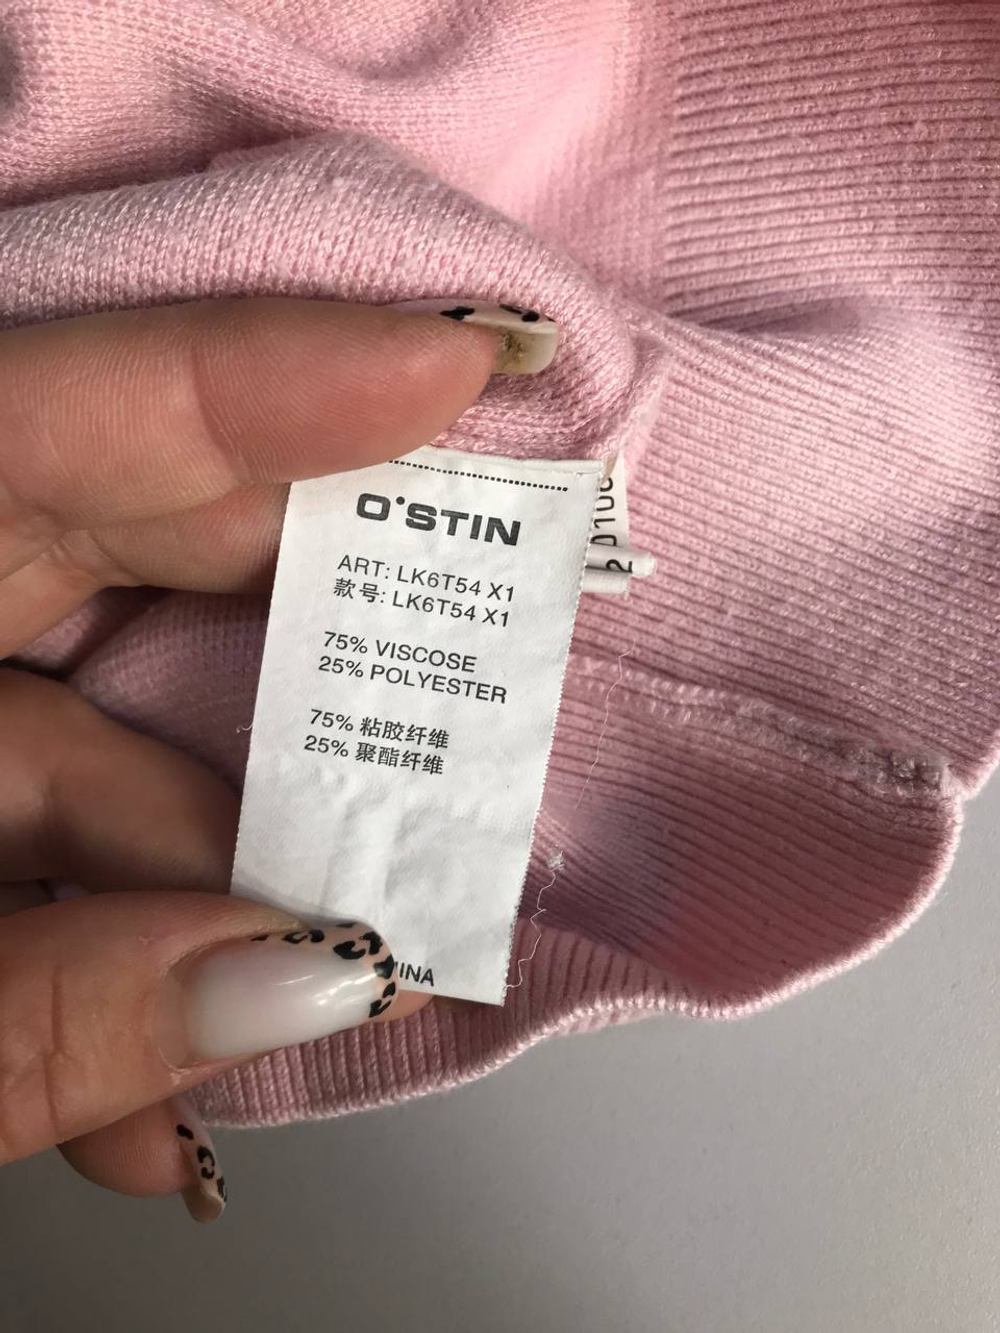 O'STIN
ART: LK6T54 X1
款号: LK6T54 X1
75% VISCOSE
25% POLYESTER
75% 粘胶纤维
25% 聚酯纤维
2